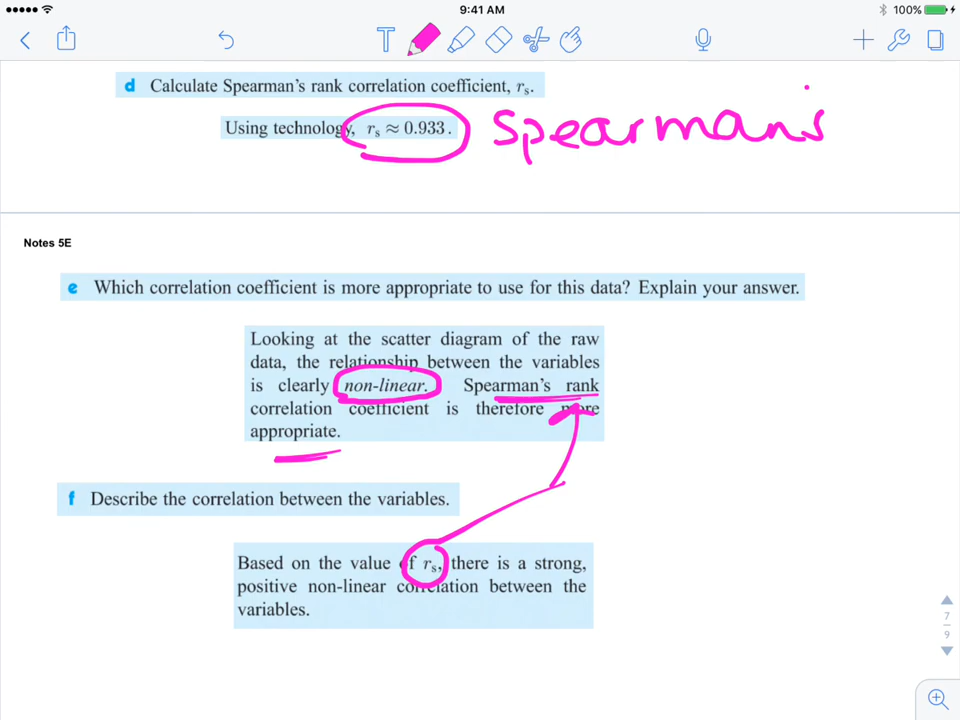 9:41 AM
100%
T
d Calculate Spearman's rank correlation coefficient, rₛ.
Using technology, rₛ ≈ 0.933.
Spearman's
Notes 5E
e Which correlation coefficient is more appropriate to use for this data? Explain your answer.
Looking at the scatter diagram of the raw
data, the relationship between the variables
is clearly non-linear. Spearman's rank
correlation coefficient is therefore more
appropriate.
f Describe the correlation between the variables.
Based on the value of rₛ, there is a strong,
positive non-linear correlation between the
variables.
7
9